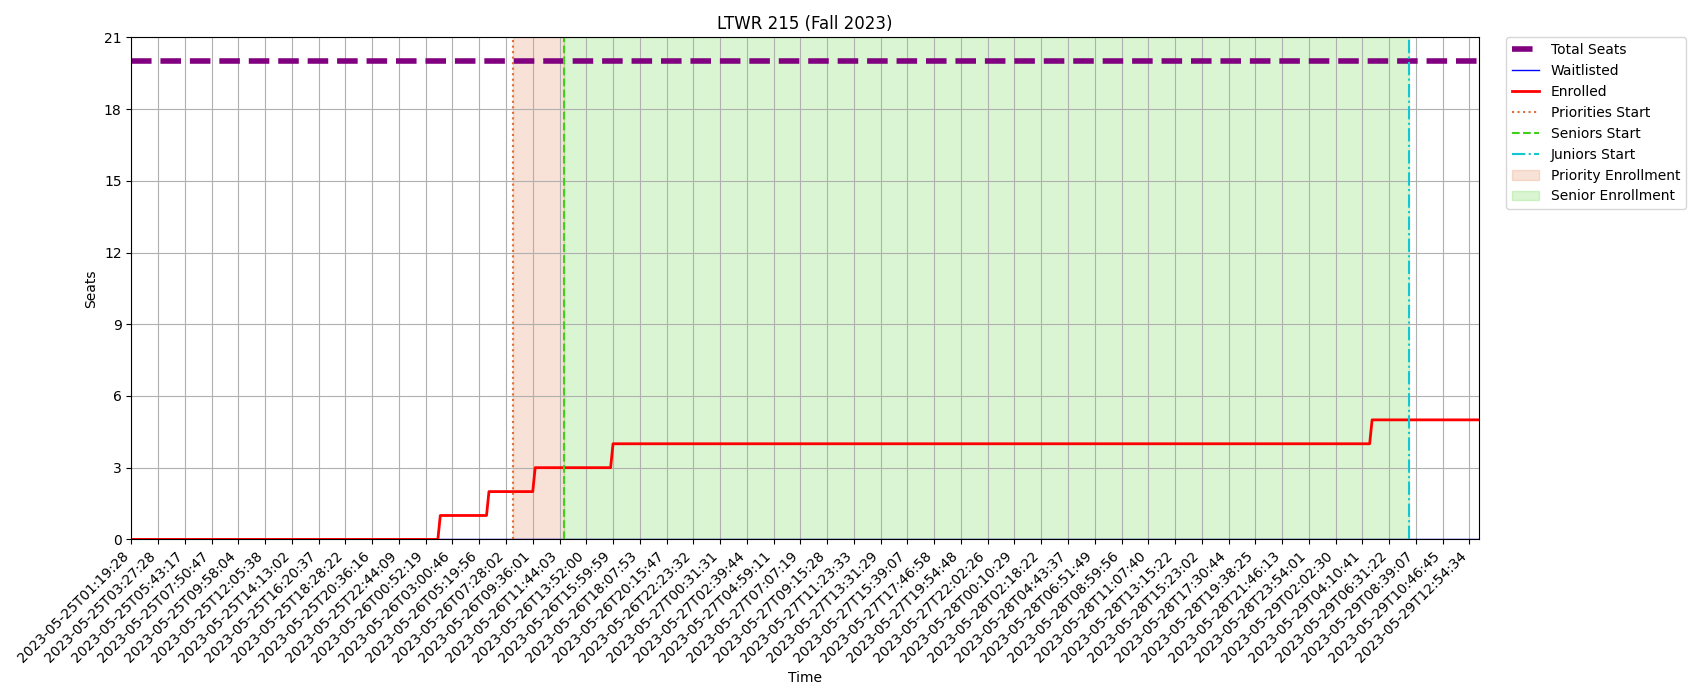 LTWR 215 (Fall 2023)
21
18
15
12
9
6
3
0
Seats
2023-05-25T01:19:28
2023-05-25T03:27:28
2023-05-25T05:43:17
2023-05-25T07:50:47
2023-05-25T09:58:04
2023-05-25T12:05:38
2023-05-25T14:13:02
2023-05-25T16:20:37
2023-05-25T18:28:22
2023-05-25T20:36:16
2023-05-25T22:44:09
2023-05-26T00:52:19
2023-05-26T03:00:46
2023-05-26T05:19:56
2023-05-26T07:28:02
2023-05-26T09:36:01
2023-05-26T11:44:03
2023-05-26T13:52:00
2023-05-26T15:59:59
2023-05-26T18:07:53
2023-05-26T20:15:47
2023-05-26T22:23:32
2023-05-27T00:31:31
2023-05-27T02:39:44
2023-05-27T04:59:11
2023-05-27T07:07:19
2023-05-27T09:15:28
2023-05-27T11:23:33
2023-05-27T13:31:29
2023-05-27T15:39:07
2023-05-27T17:46:58
2023-05-27T19:54:48
2023-05-27T22:02:26
2023-05-28T00:10:29
2023-05-28T02:18:22
2023-05-28T04:43:37
2023-05-28T06:51:49
2023-05-28T08:59:56
2023-05-28T11:07:40
2023-05-28T13:15:22
2023-05-28T15:23:02
2023-05-28T17:30:44
2023-05-28T19:38:25
2023-05-28T21:46:13
2023-05-28T23:54:01
2023-05-29T02:02:30
2023-05-29T04:10:41
2023-05-29T06:31:22
2023-05-29T08:39:07
2023-05-29T10:46:45
2023-05-29T12:54:34
Time
Total Seats
Waitlisted
Enrolled
Priorities Start
Seniors Start
Juniors Start
Priority Enrollment
Senior Enrollment